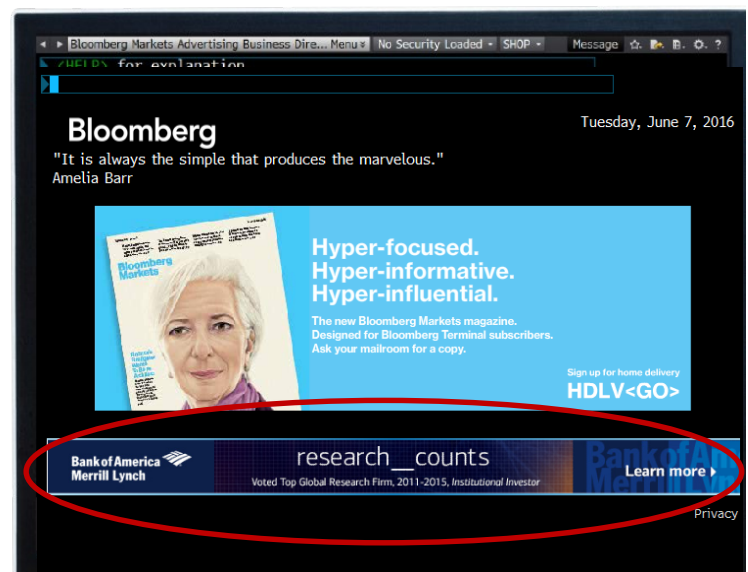 Bloomberg Markets Advertising Business Dire... Menu No Security Loaded SHOP Message ?
<HELP> for explanation
Bloomberg
Tuesday, June 7, 2016
"It is always the simple that produces the marvelous."
Amelia Barr
Bloomberg
Markets
Hyper-focused.
Hyper-informative.
Hyper-influential.
The new Bloomberg Markets magazine.
Designed for Bloomberg Terminal subscribers.
Ask your mailroom for a copy.
Sign up for home delivery
HDLV<GO>
Bank of America
Merrill Lynch
research_counts
Voted Top Global Research Firm, 2011-2015, Institutional Investor
Learn more
Privacy